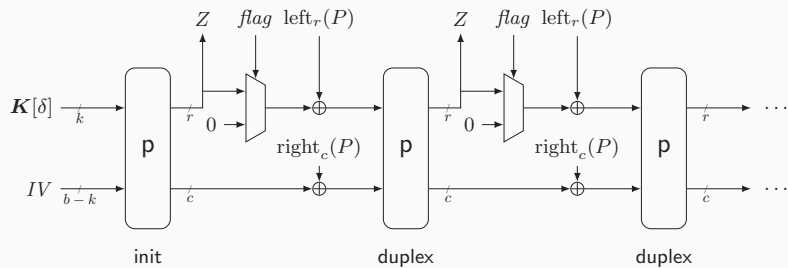 Z flag left_r(P) Z flag left_r(P)
K[δ] k r 0 r 0 r ···
p p p
right_c(P) right_c(P)
IV b − k c c c ···
init duplex duplex